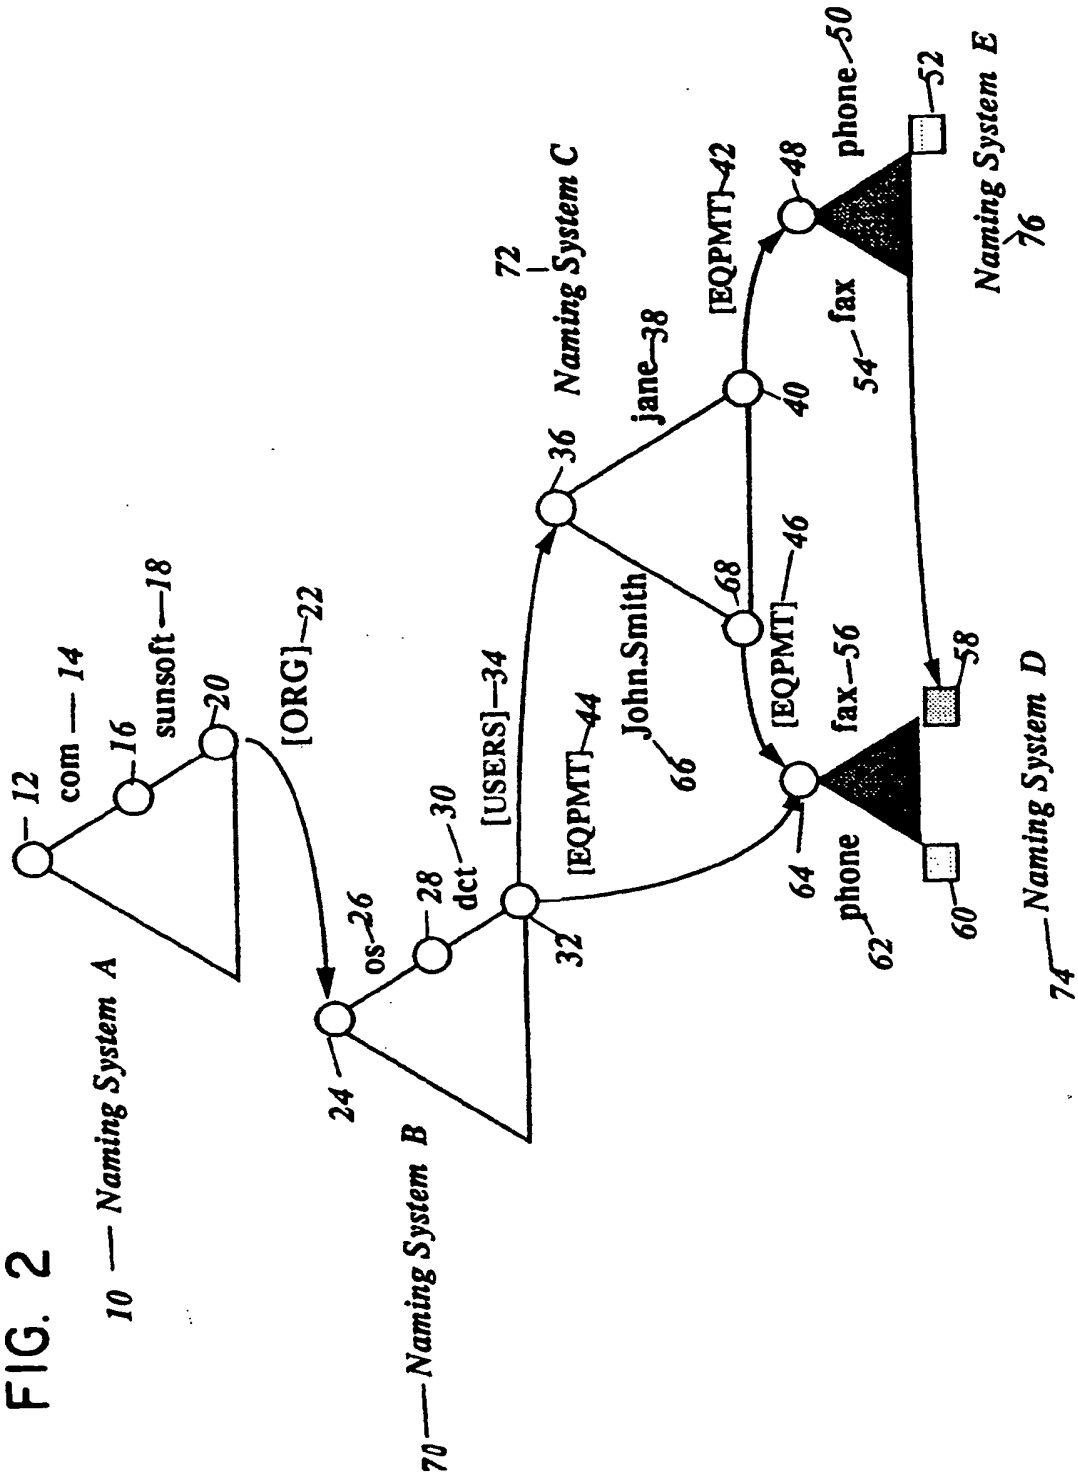 FIG. 2
10 Naming System A
12
com 14
16
sunsoft 18
20
[ORG] 22
70 Naming System B
24
os 26
28
dct 30
32
[USERS] 34
[EQPMT] 44
72
Naming System C
36
jane 38
40
John.Smith
66
68
[EQPMT] 42
[EQPMT] 46
48
phone 50
52
54 fax
Naming System E
76
64
fax 56
58
phone
62
60
74 Naming System D